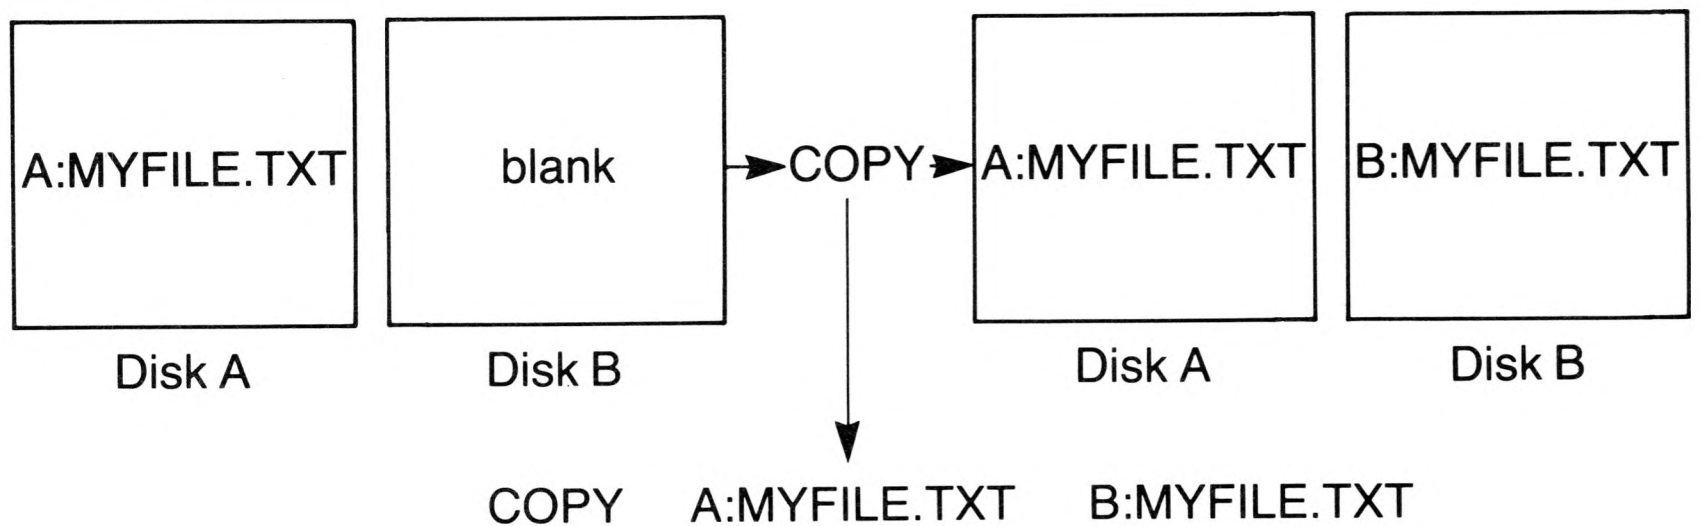 A:MYFILE.TXT blank COPY A:MYFILE.TXT B:MYFILE.TXT
Disk A Disk B Disk A Disk B
COPY A:MYFILE.TXT B:MYFILE.TXT